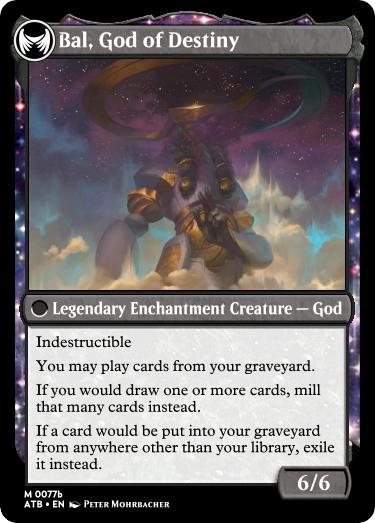 Bal, God of Destiny
Legendary Enchantment Creature — God
Indestructible
You may play cards from your graveyard.
If you would draw one or more cards, mill
that many cards instead.
If a card would be put into your graveyard
from anywhere other than your library, exile
it instead.
6/6
M 0077b
ATB • EN Peter Mohrbacher